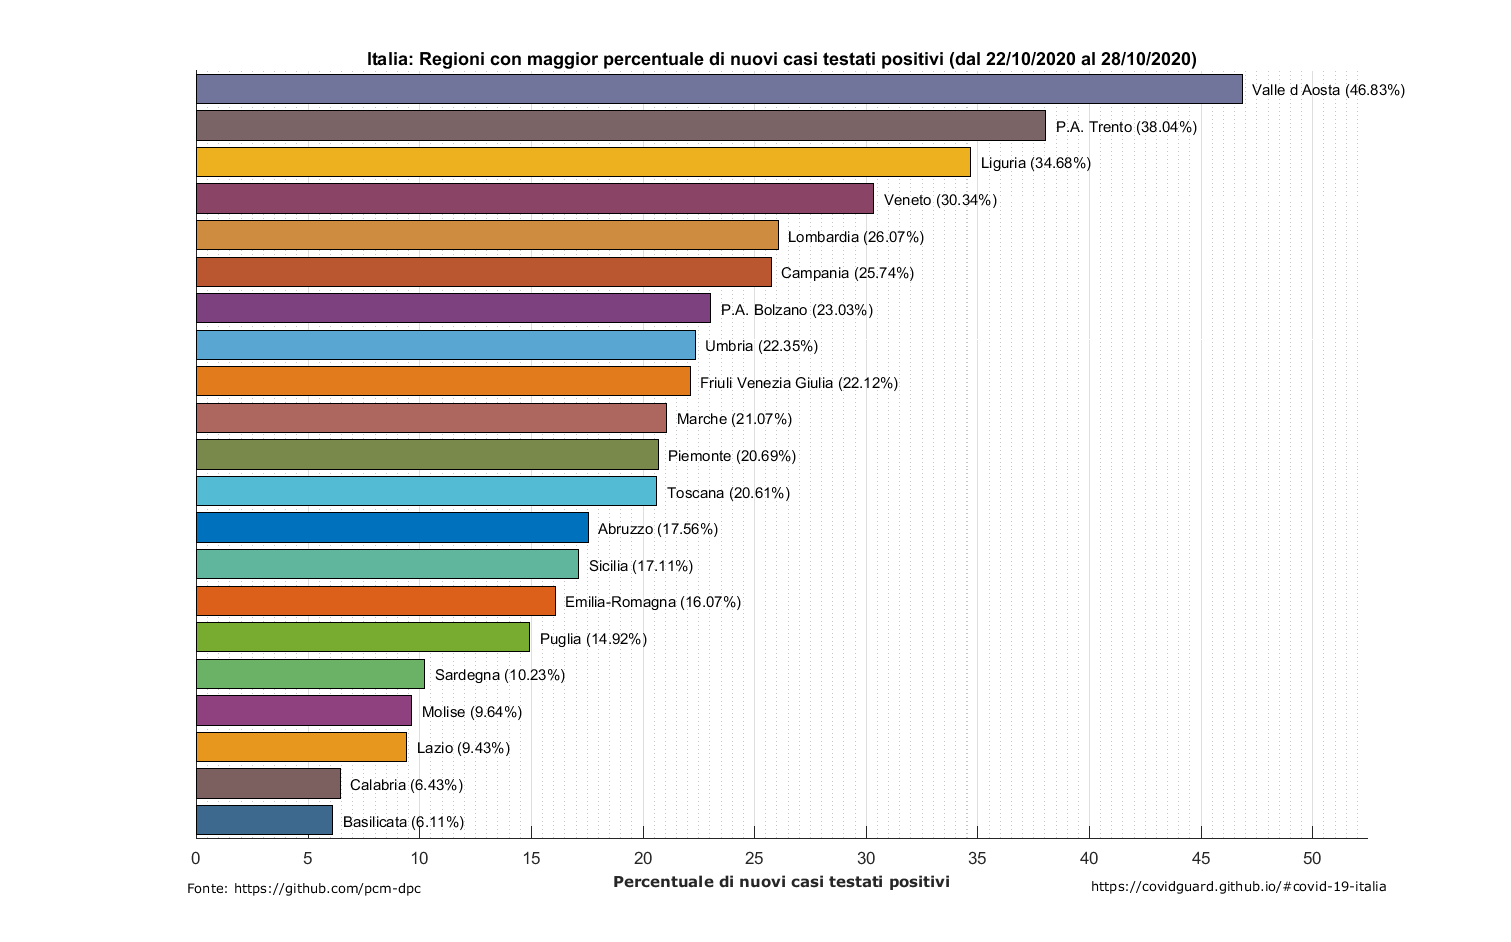 Italia: Regioni con maggior percentuale di nuovi casi testati positivi (dal 22/10/2020 al 28/10/2020)
Valle d Aosta (46.83%)
P.A. Trento (38.04%)
Liguria (34.68%)
Veneto (30.34%)
Lombardia (26.07%)
Campania (25.74%)
P.A. Bolzano (23.03%)
Umbria (22.35%)
Friuli Venezia Giulia (22.12%)
Marche (21.07%)
Piemonte (20.69%)
Toscana (20.61%)
Abruzzo (17.56%)
Sicilia (17.11%)
Emilia-Romagna (16.07%)
Puglia (14.92%)
Sardegna (10.23%)
Molise (9.64%)
Lazio (9.43%)
Calabria (6.43%)
Basilicata (6.11%)
0 5 10 15 20 25 30 35 40 45 50
Percentuale di nuovi casi testati positivi
Fonte: https://github.com/pcm-dpc
https://covidguard.github.io/#covid-19-italia